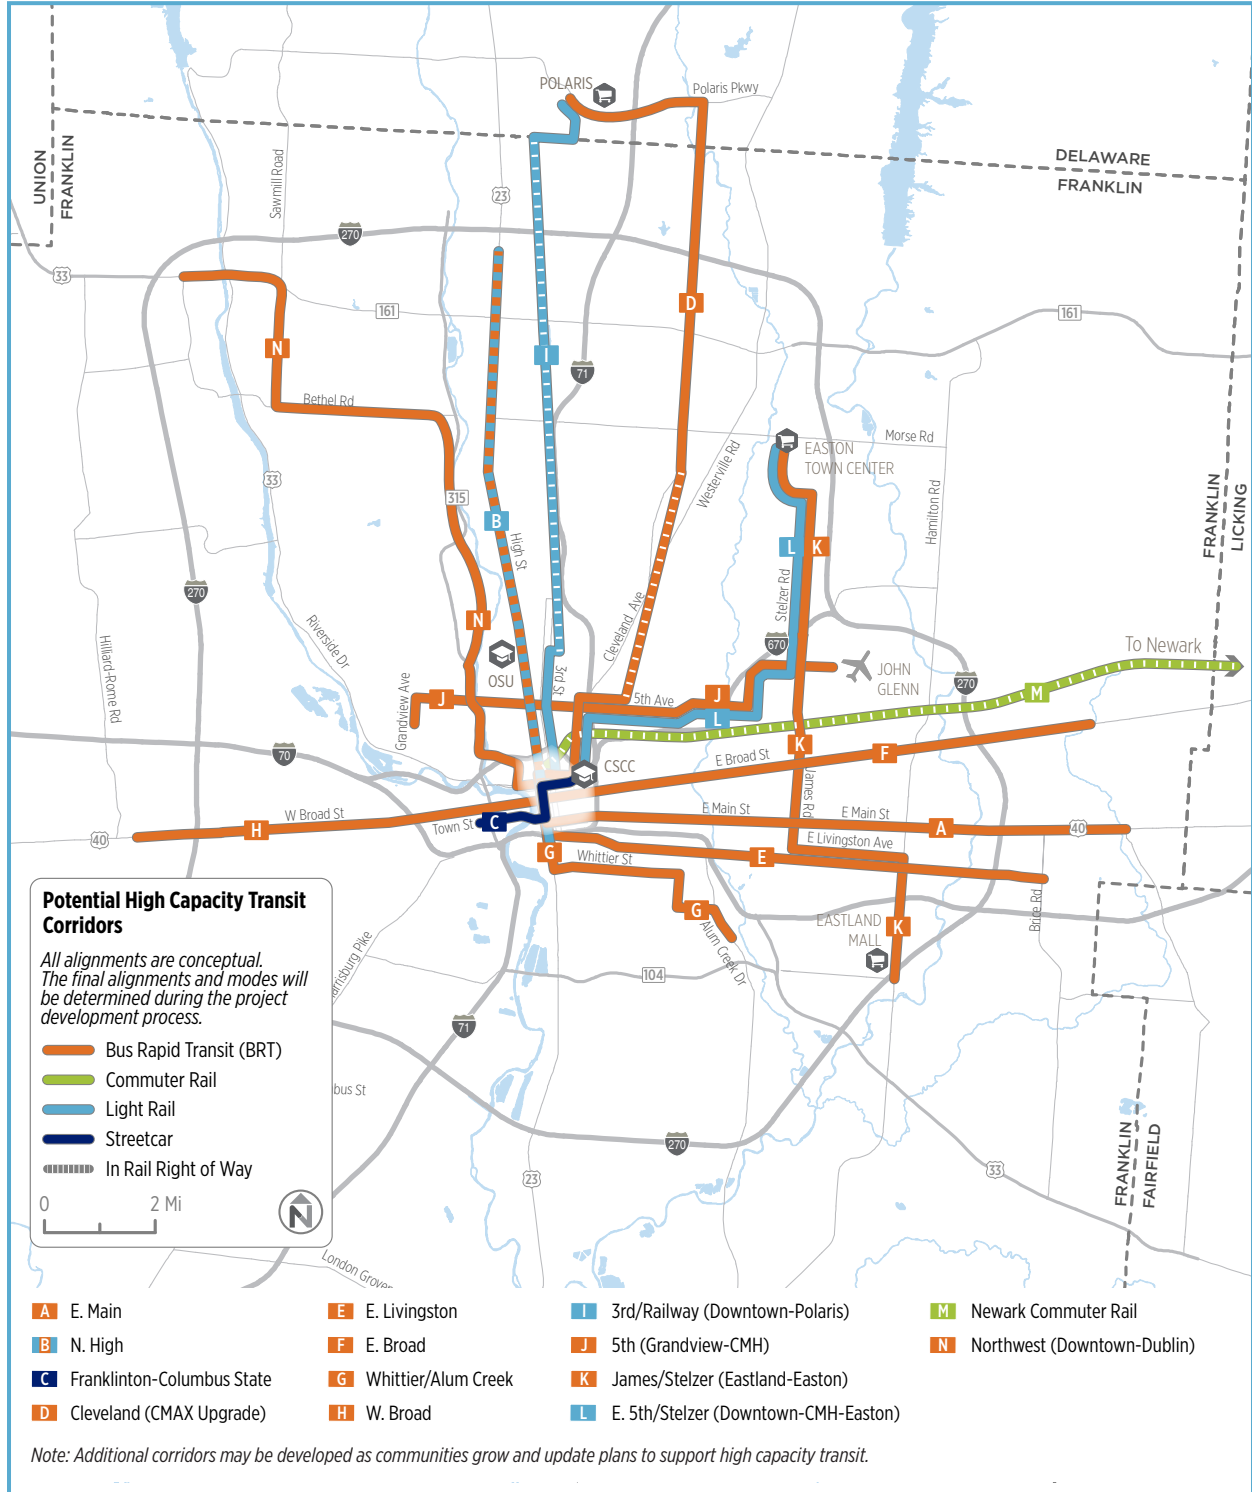 POLARIS
Polaris Pkwy
UNION
FRANKLIN
DELAWARE
FRANKLIN
Sawmill Road
23
270
33
161
161
D
N
I
71
Bethel Rd
Morse Rd
EASTON
TOWN CENTER
Westerville Rd
33
315
Hamilton Rd
FRANKLIN
LICKING
B
High St
L
K
270
Stelzer Rd
Cleveland Ave
N
Riverside Dr
670
To Newark
Hilliard-Rome Rd
OSU
3rd St
JOHN
GLENN
270
Grandview Ave
J
5th Ave
J
L
M
70
CSCC
E Broad St
K
F
James Rd
W Broad St
H
Town St
C
E Main St
E Main St
A
40
40
E Livingston Ave
G
Whittier St
E
Brice Rd
G
Alum Creek Dr
EASTLAND
MALL
K
104
71
270
23
33
FRANKLIN
FAIRFIELD
London Grove
Potential High Capacity Transit
Corridors
All alignments are conceptual.
The final alignments and modes will
be determined during the project
development process.
Bus Rapid Transit (BRT)
Commuter Rail
Light Rail
Streetcar
In Rail Right of Way
0 2 Mi
N
arrisburg Pike
bus St
A E. Main
B N. High
C Franklinton-Columbus State
D Cleveland (CMAX Upgrade)
E E. Livingston
F E. Broad
G Whittier/Alum Creek
H W. Broad
I 3rd/Railway (Downtown-Polaris)
J 5th (Grandview-CMH)
K James/Stelzer (Eastland-Easton)
L E. 5th/Stelzer (Downtown-CMH-Easton)
M Newark Commuter Rail
N Northwest (Downtown-Dublin)
Note: Additional corridors may be developed as communities grow and update plans to support high capacity transit.